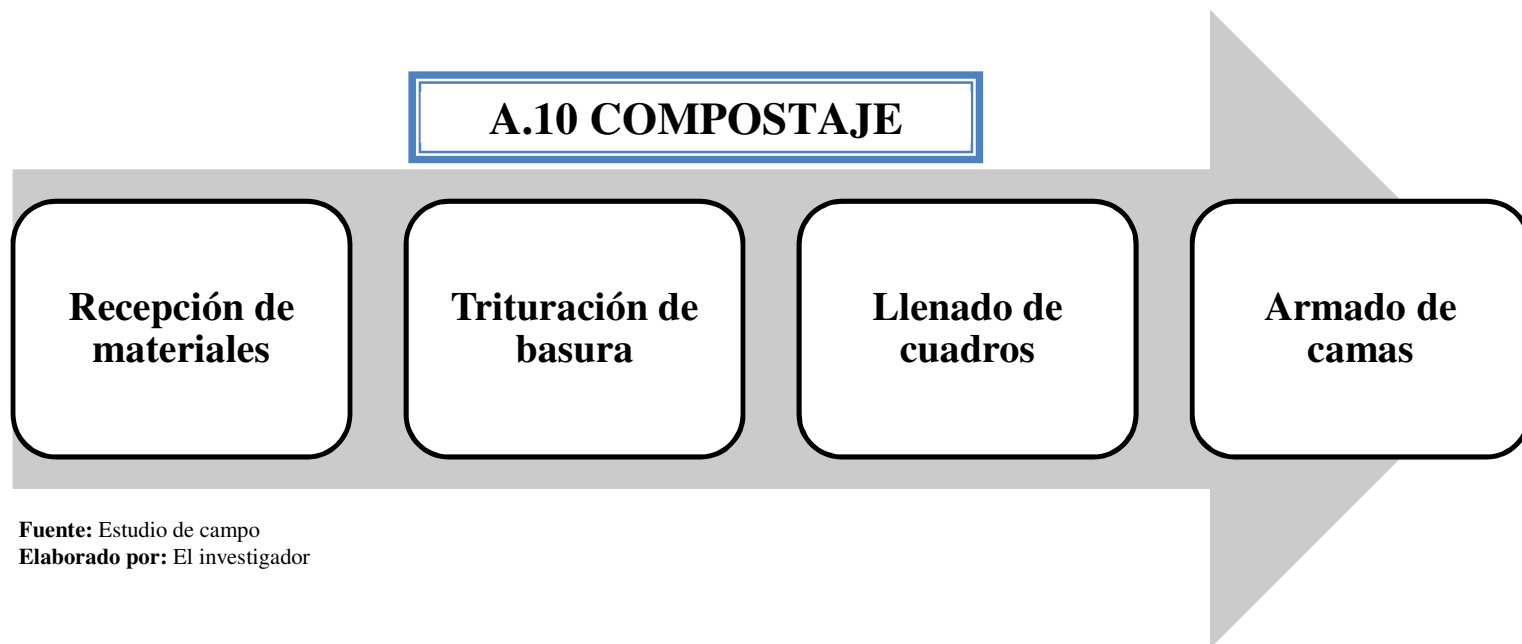 A.10 COMPOSTAJE
Recepción de
materiales
Trituración de
basura
Llenado de
cuadros
Armado de
camas
Fuente: Estudio de campo
Elaborado por: El investigador